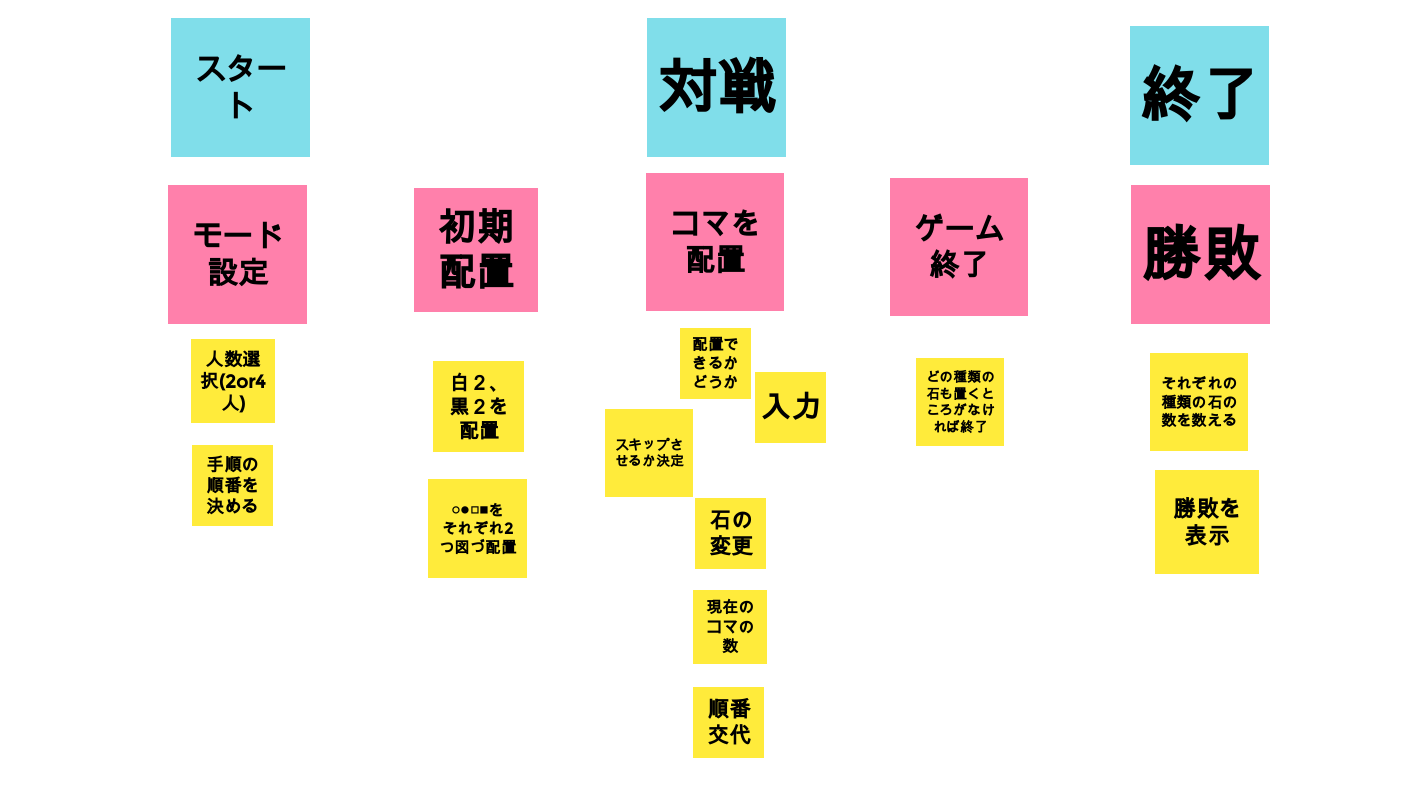 スター
ト
対戦
終了
モード
設定
初期
配置
コマを
配置
ゲーム
終了
勝敗
人数選
択(2or4
人)
手順の
順番を
決める
白２、
黒２を
配置
○●□■を
それぞれ2
つ図づ配置
配置で
きるか
どうか
入力
スキップさ
せるか決定
石の
変更
現在の
コマの
数
順番
交代
どの種類の
石も置くと
ころがなけ
れば終了
それぞれの
種類の石の
数を数える
勝敗を
表示